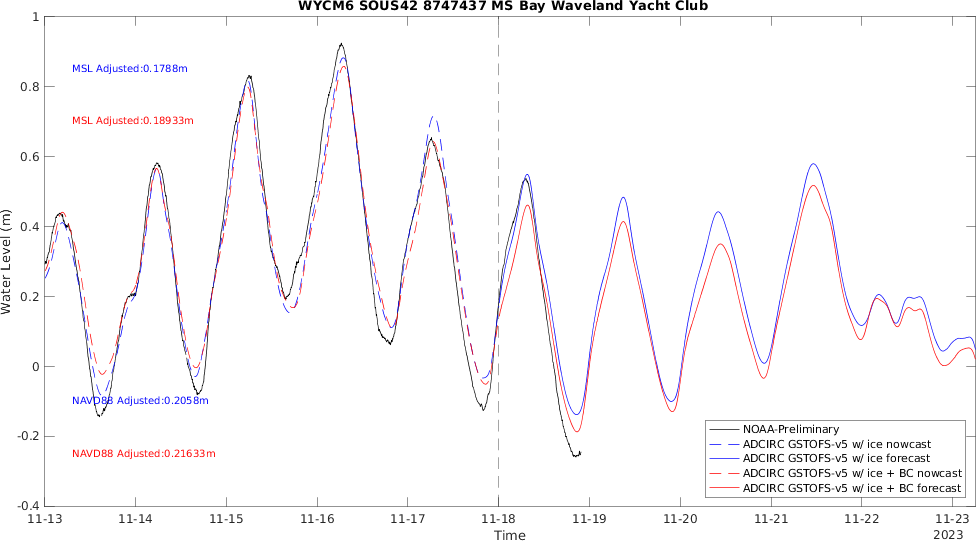 WYCM6 SOUS42 8747437 MS Bay Waveland Yacht Club
1
0.8
0.6
0.4
0.2
0
-0.2
-0.4
Water Level (m)
MSL Adjusted:0.1788m
MSL Adjusted:0.18933m
NAVD88 Adjusted:0.2058m
NAVD88 Adjusted:0.21633m
NOAA-Preliminary
ADCIRC GSTOFS-v5 w/ ice nowcast
ADCIRC GSTOFS-v5 w/ ice forecast
ADCIRC GSTOFS-v5 w/ ice + BC nowcast
ADCIRC GSTOFS-v5 w/ ice + BC forecast
11-13 11-14 11-15 11-16 11-17 11-18 11-19 11-20 11-21 11-22 11-23
Time
2023